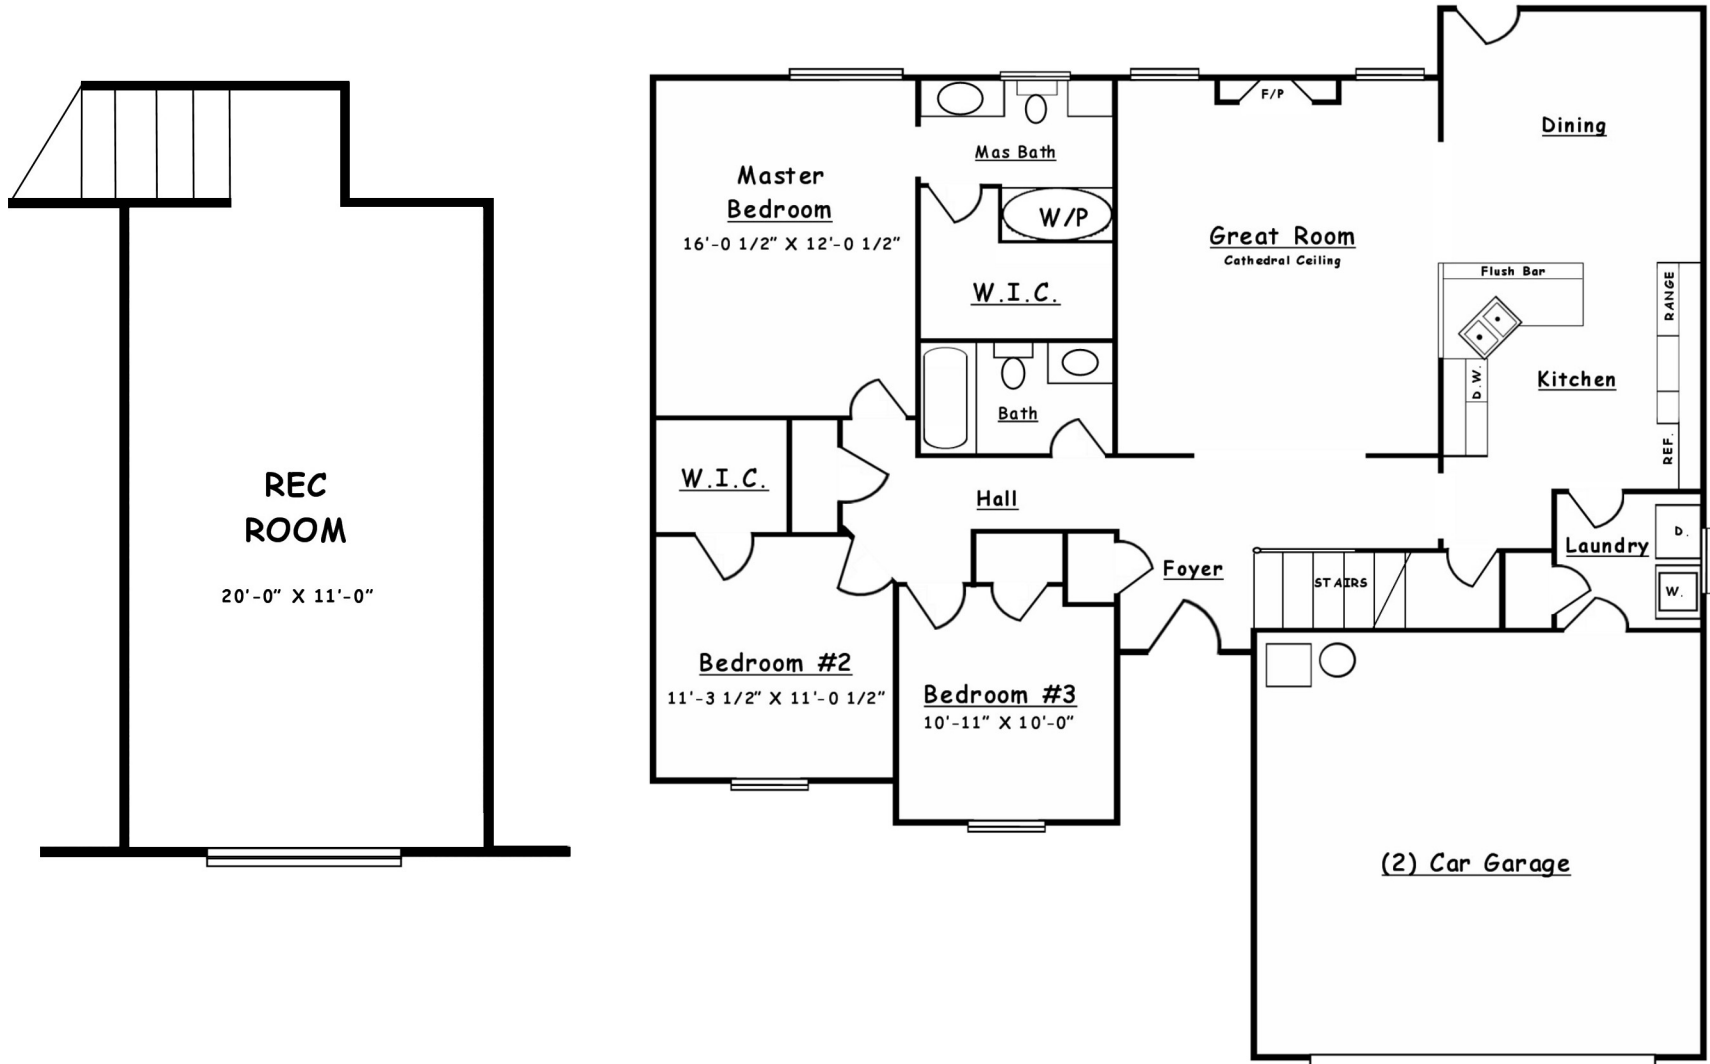 REC
ROOM
20'-0" X 11'-0"
Master
Bedroom
16'-0 1/2" X 12'-0 1/2"
Mas Bath
W/P
W.I.C.
Bath
W.I.C.
Hall
Bedroom #2
11'-3 1/2" X 11'-0 1/2"
Bedroom #3
10'-11" X 10'-0"
F/P
Great Room
Cathedral Ceiling
Dining
Flush Bar
RANGE
D.W.
Kitchen
REF.
Foyer
STAIRS
Laundry
D.
W.
(2) Car Garage